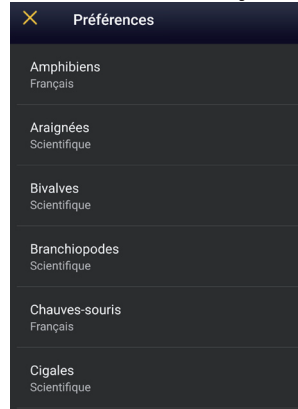 Préférences
Amphibiens
Français
Araignées
Scientifique
Bivalves
Scientifique
Branchiopodes
Scientifique
Chauves-souris
Français
Cigales
Scientifique